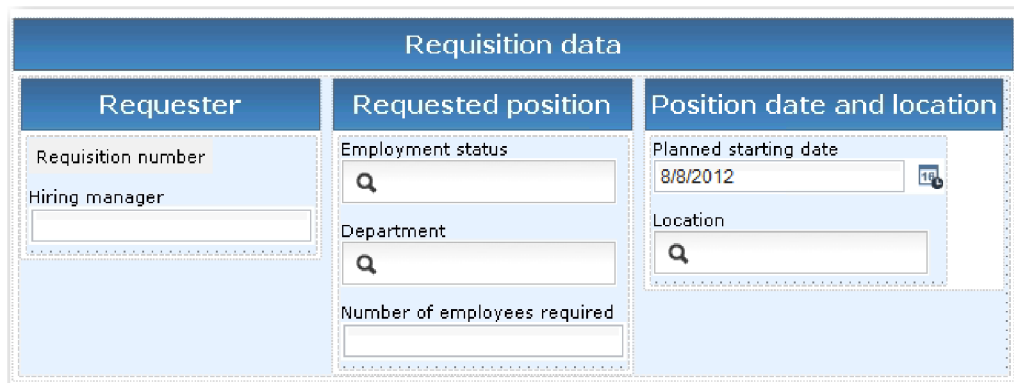 Requisition data
Requester
Requisition number
Hiring manager
Requested position
Employment status
Department
Number of employees required
Position date and location
Planned starting date
8/8/2012
16
Location